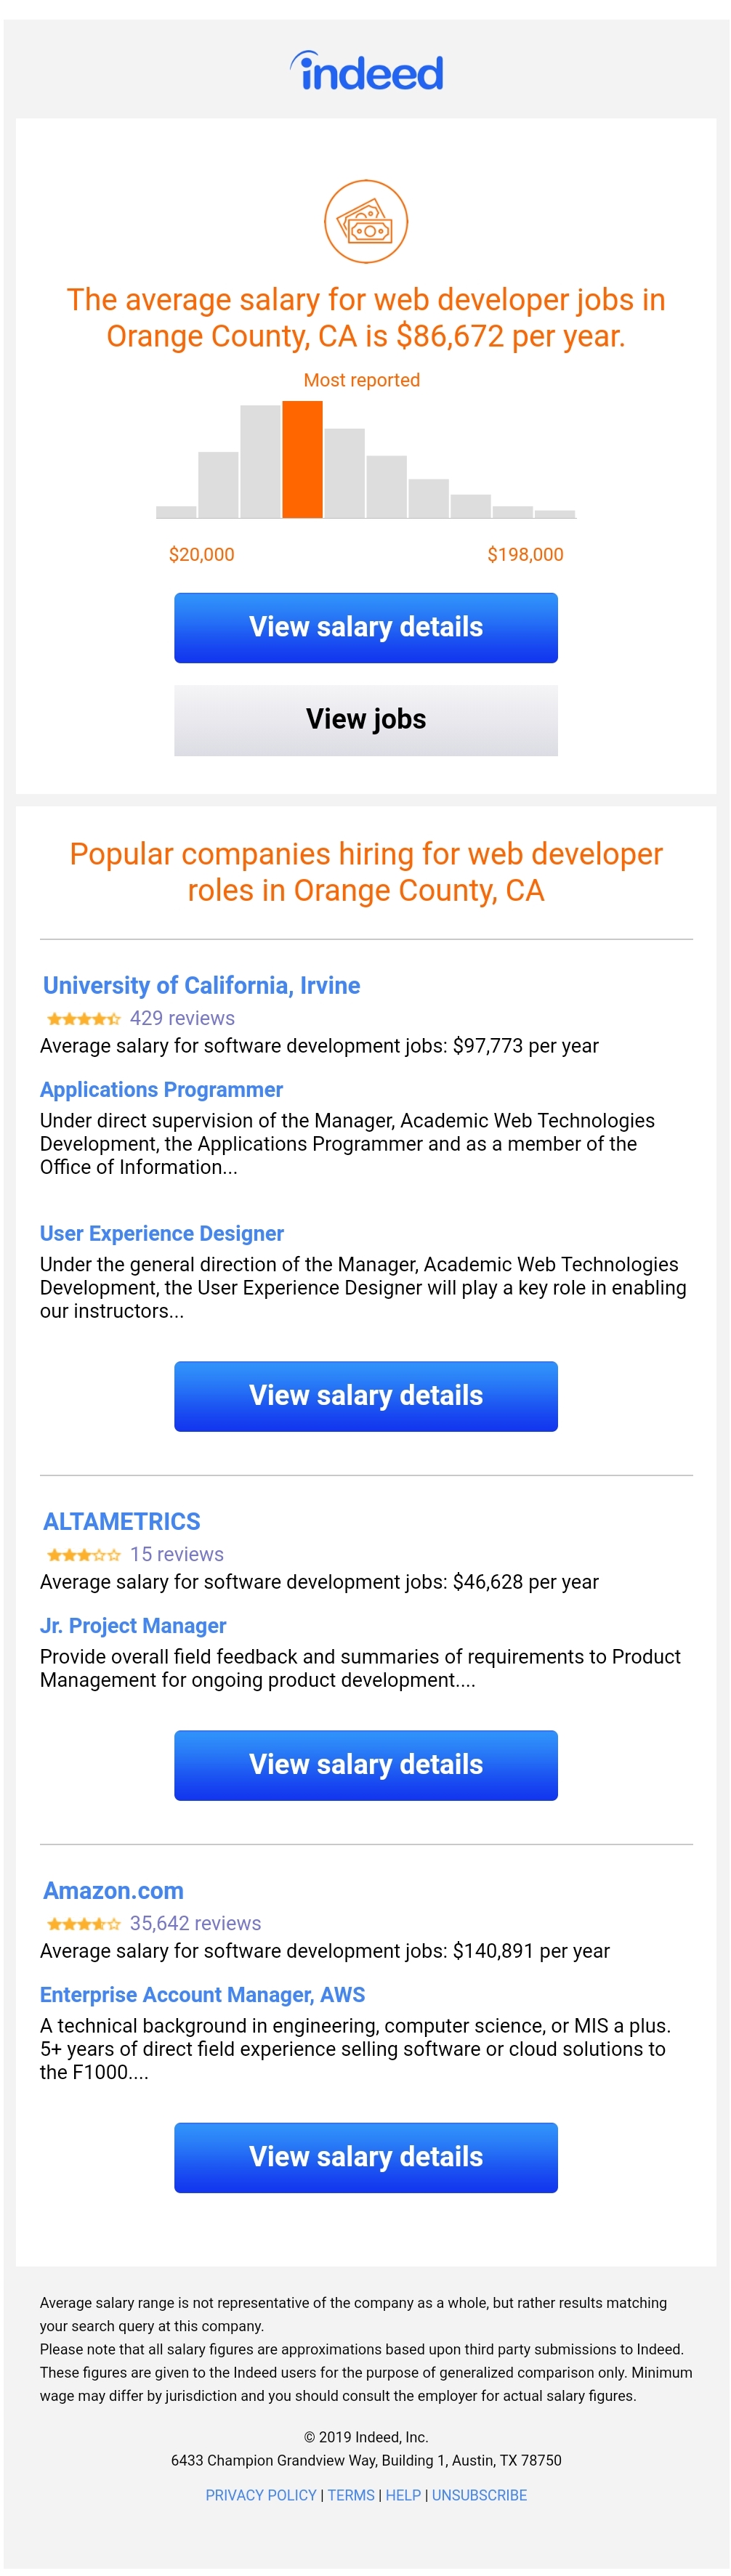 indeed
The average salary for web developer jobs in
Orange County, CA is $86,672 per year.
Most reported
$20,000 $198,000
View salary details
View jobs
Popular companies hiring for web developer
roles in Orange County, CA
University of California, Irvine
429 reviews
Average salary for software development jobs: $97,773 per year
Applications Programmer
Under direct supervision of the Manager, Academic Web Technologies
Development, the Applications Programmer and as a member of the
Office of Information...
User Experience Designer
Under the general direction of the Manager, Academic Web Technologies
Development, the User Experience Designer will play a key role in enabling
our instructors...
View salary details
ALTAMETRICS
15 reviews
Average salary for software development jobs: $46,628 per year
Jr. Project Manager
Provide overall field feedback and summaries of requirements to Product
Management for ongoing product development....
View salary details
Amazon.com
35,642 reviews
Average salary for software development jobs: $140,891 per year
Enterprise Account Manager, AWS
A technical background in engineering, computer science, or MIS a plus.
5+ years of direct field experience selling software or cloud solutions to
the F1000....
View salary details
Average salary range is not representative of the company as a whole, but rather results matching
your search query at this company.
Please note that all salary figures are approximations based upon third party submissions to Indeed.
These figures are given to the Indeed users for the purpose of generalized comparison only. Minimum
wage may differ by jurisdiction and you should consult the employer for actual salary figures.
© 2019 Indeed, Inc.
6433 Champion Grandview Way, Building 1, Austin, TX 78750
PRIVACY POLICY | TERMS | HELP | UNSUBSCRIBE